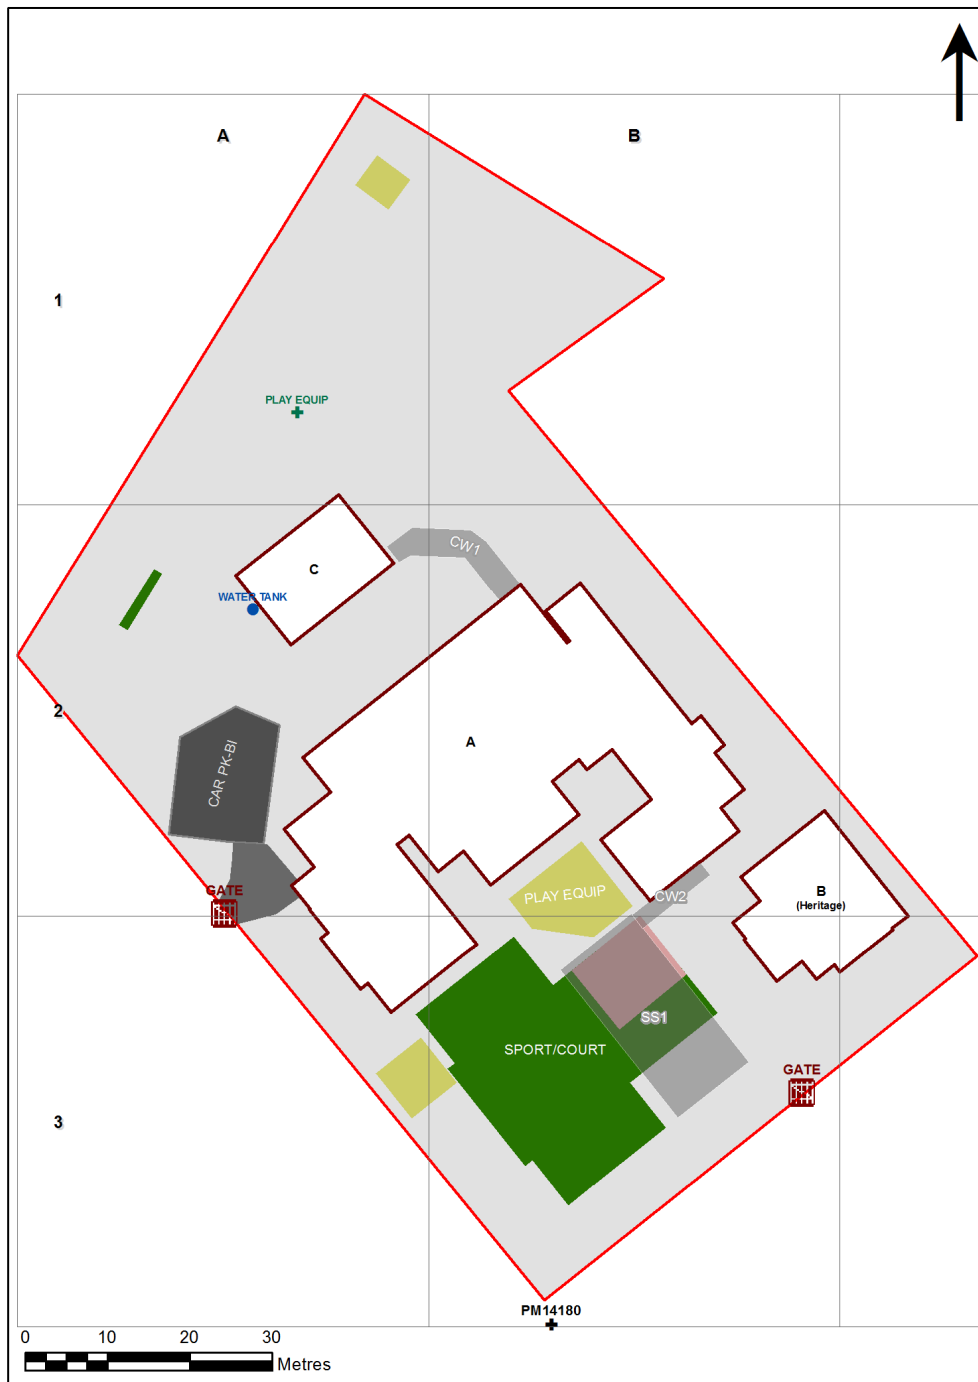 A
B
1
PLAY EQUIP
CW1
C
WATER TANK
2
A
CAR PK-BI
GATE
PLAY EQUIP
CW2
B
(Heritage)
SS1
SPORT/COURT
GATE
3
PM14180
0 10 20 30
Metres